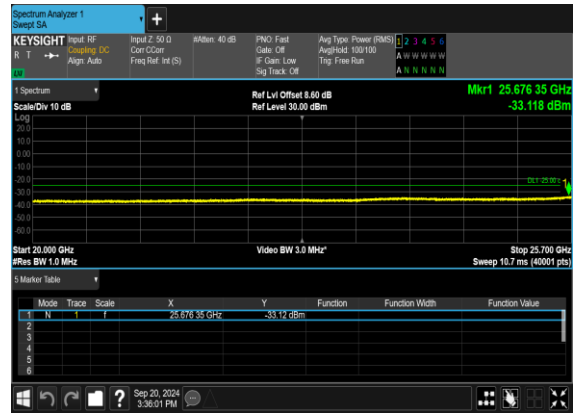 Spectrum Analyzer 1
Swept SA
+
KEYSIGHT Input: RF Input Z: 50 Ω #Atten: 40 dB PNO: Fast Avg Type: Power (RMS) 1 2 3 4 5 6
R T Coupling: DC Corr CCorr Gate: Off Avg|Hold: 100/100 A W W W W W
Align: Auto Freq Ref: Int (S) IF Gain: Low Trig: Free Run
Sig Track: Off A N N N N N
1 Spectrum Ref Lvl Offset 8.60 dB Mkr1 25.676 35 GHz
Scale/Div 10 dB Ref Level 30.00 dBm -33.118 dBm
Log
20.0
10.0
0.00
-10.0
-20.0 DL1 -25.00
-30.0
-40.0
-50.0
-60.0
Start 20.000 GHz Video BW 3.0 MHz* Stop 25.700 GHz
#Res BW 1.0 MHz Sweep 10.7 ms (40001 pts)
5 Marker Table
Mode Trace Scale X Y Function Function Width Function Value
1 N 1 f 25.676 35 GHz -33.12 dBm
2
3
4
5
6
? Sep 20, 2024
3:36:01 PM